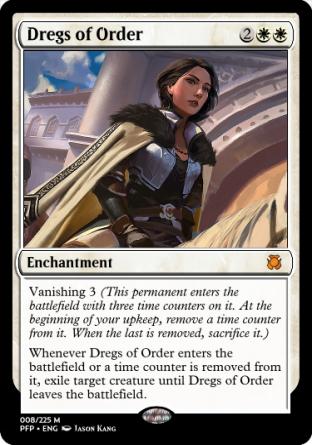 Dregs of Order 2
Enchantment
Vanishing 3 (This permanent enters the
battlefield with three time counters on it. At the
beginning of your upkeep, remove a time counter
from it. When the last is removed, sacrifice it.)
Whenever Dregs of Order enters the
battlefield or a time counter is removed from
it, exile target creature until Dregs of Order
leaves the battlefield.
008/225 M
PFP • ENG Jason Kang